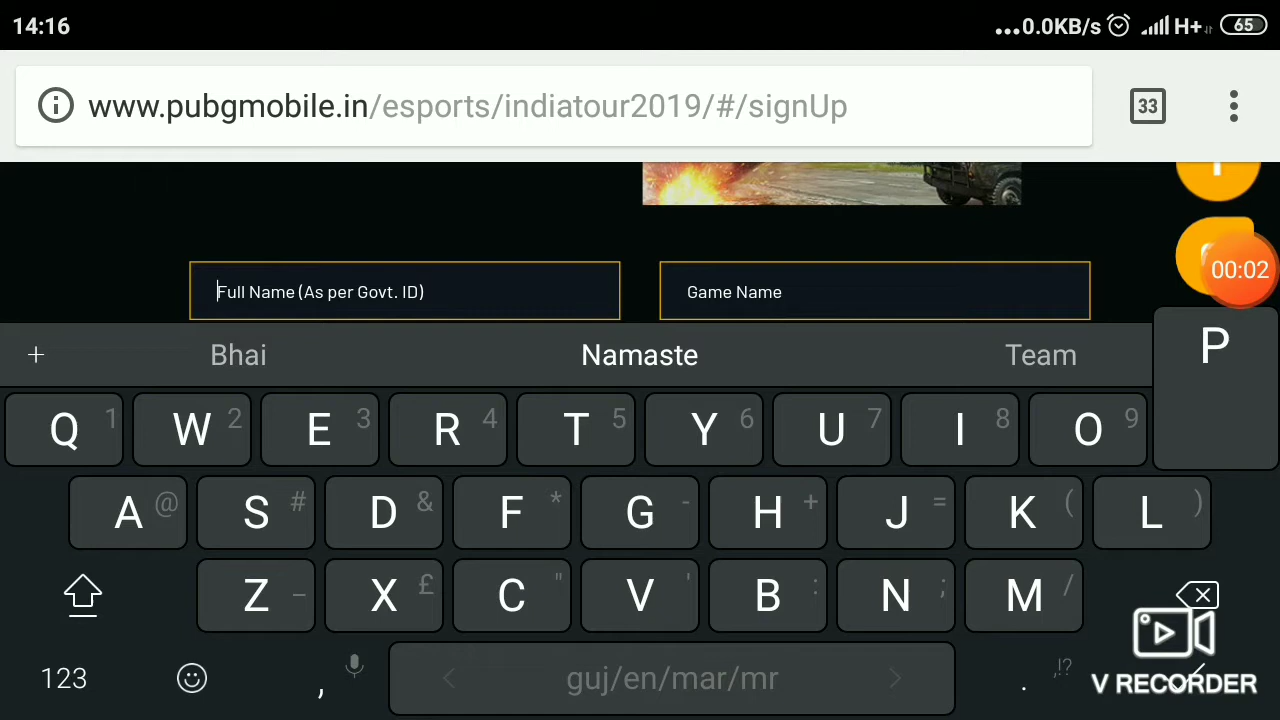 14:16
...0.0KB/s H+ 65
www.pubgmobile.in/esports/indiatour2019/#/signUp
33
00:02
Full Name (As per Govt. ID)
Game Name
+ Bhai Namaste Team
P
Q 1 W 2 E 3 R 4 T 5 Y 6 U 7 I 8 O 9
A @ S # D & F * G - H + J = K ( L )
Z _ X £ C " V ' B : N ; M /
123 , guj/en/mar/mr . ,!?
V RECORDER